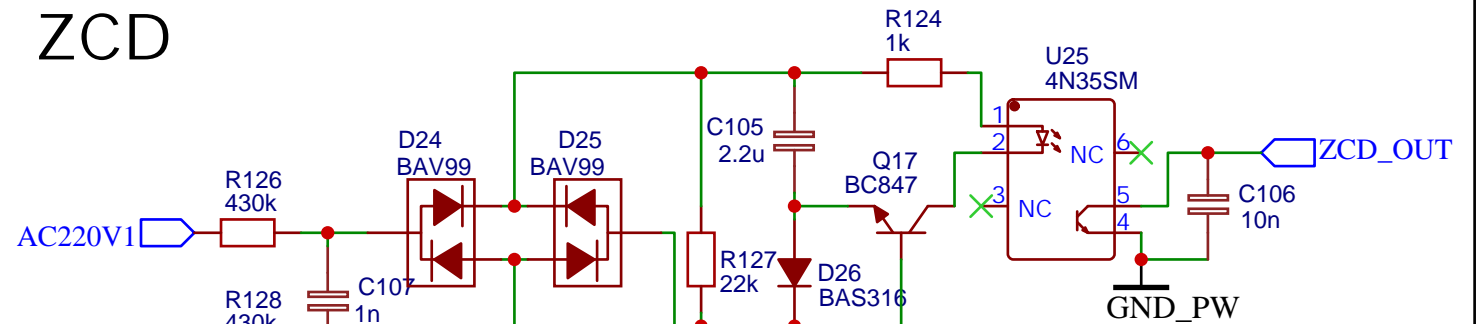 ZCD
R124
1k
U25
4N35SM
D24
BAV99
D25
BAV99
C105
2.2u
Q17
BC847
1
2
3
NC
NC
6
5
4
ZCD_OUT
C106
10n
R126
430k
AC220V1
R127
22k
D26
BAS316
C107
1n
R128
430k
GND_PW